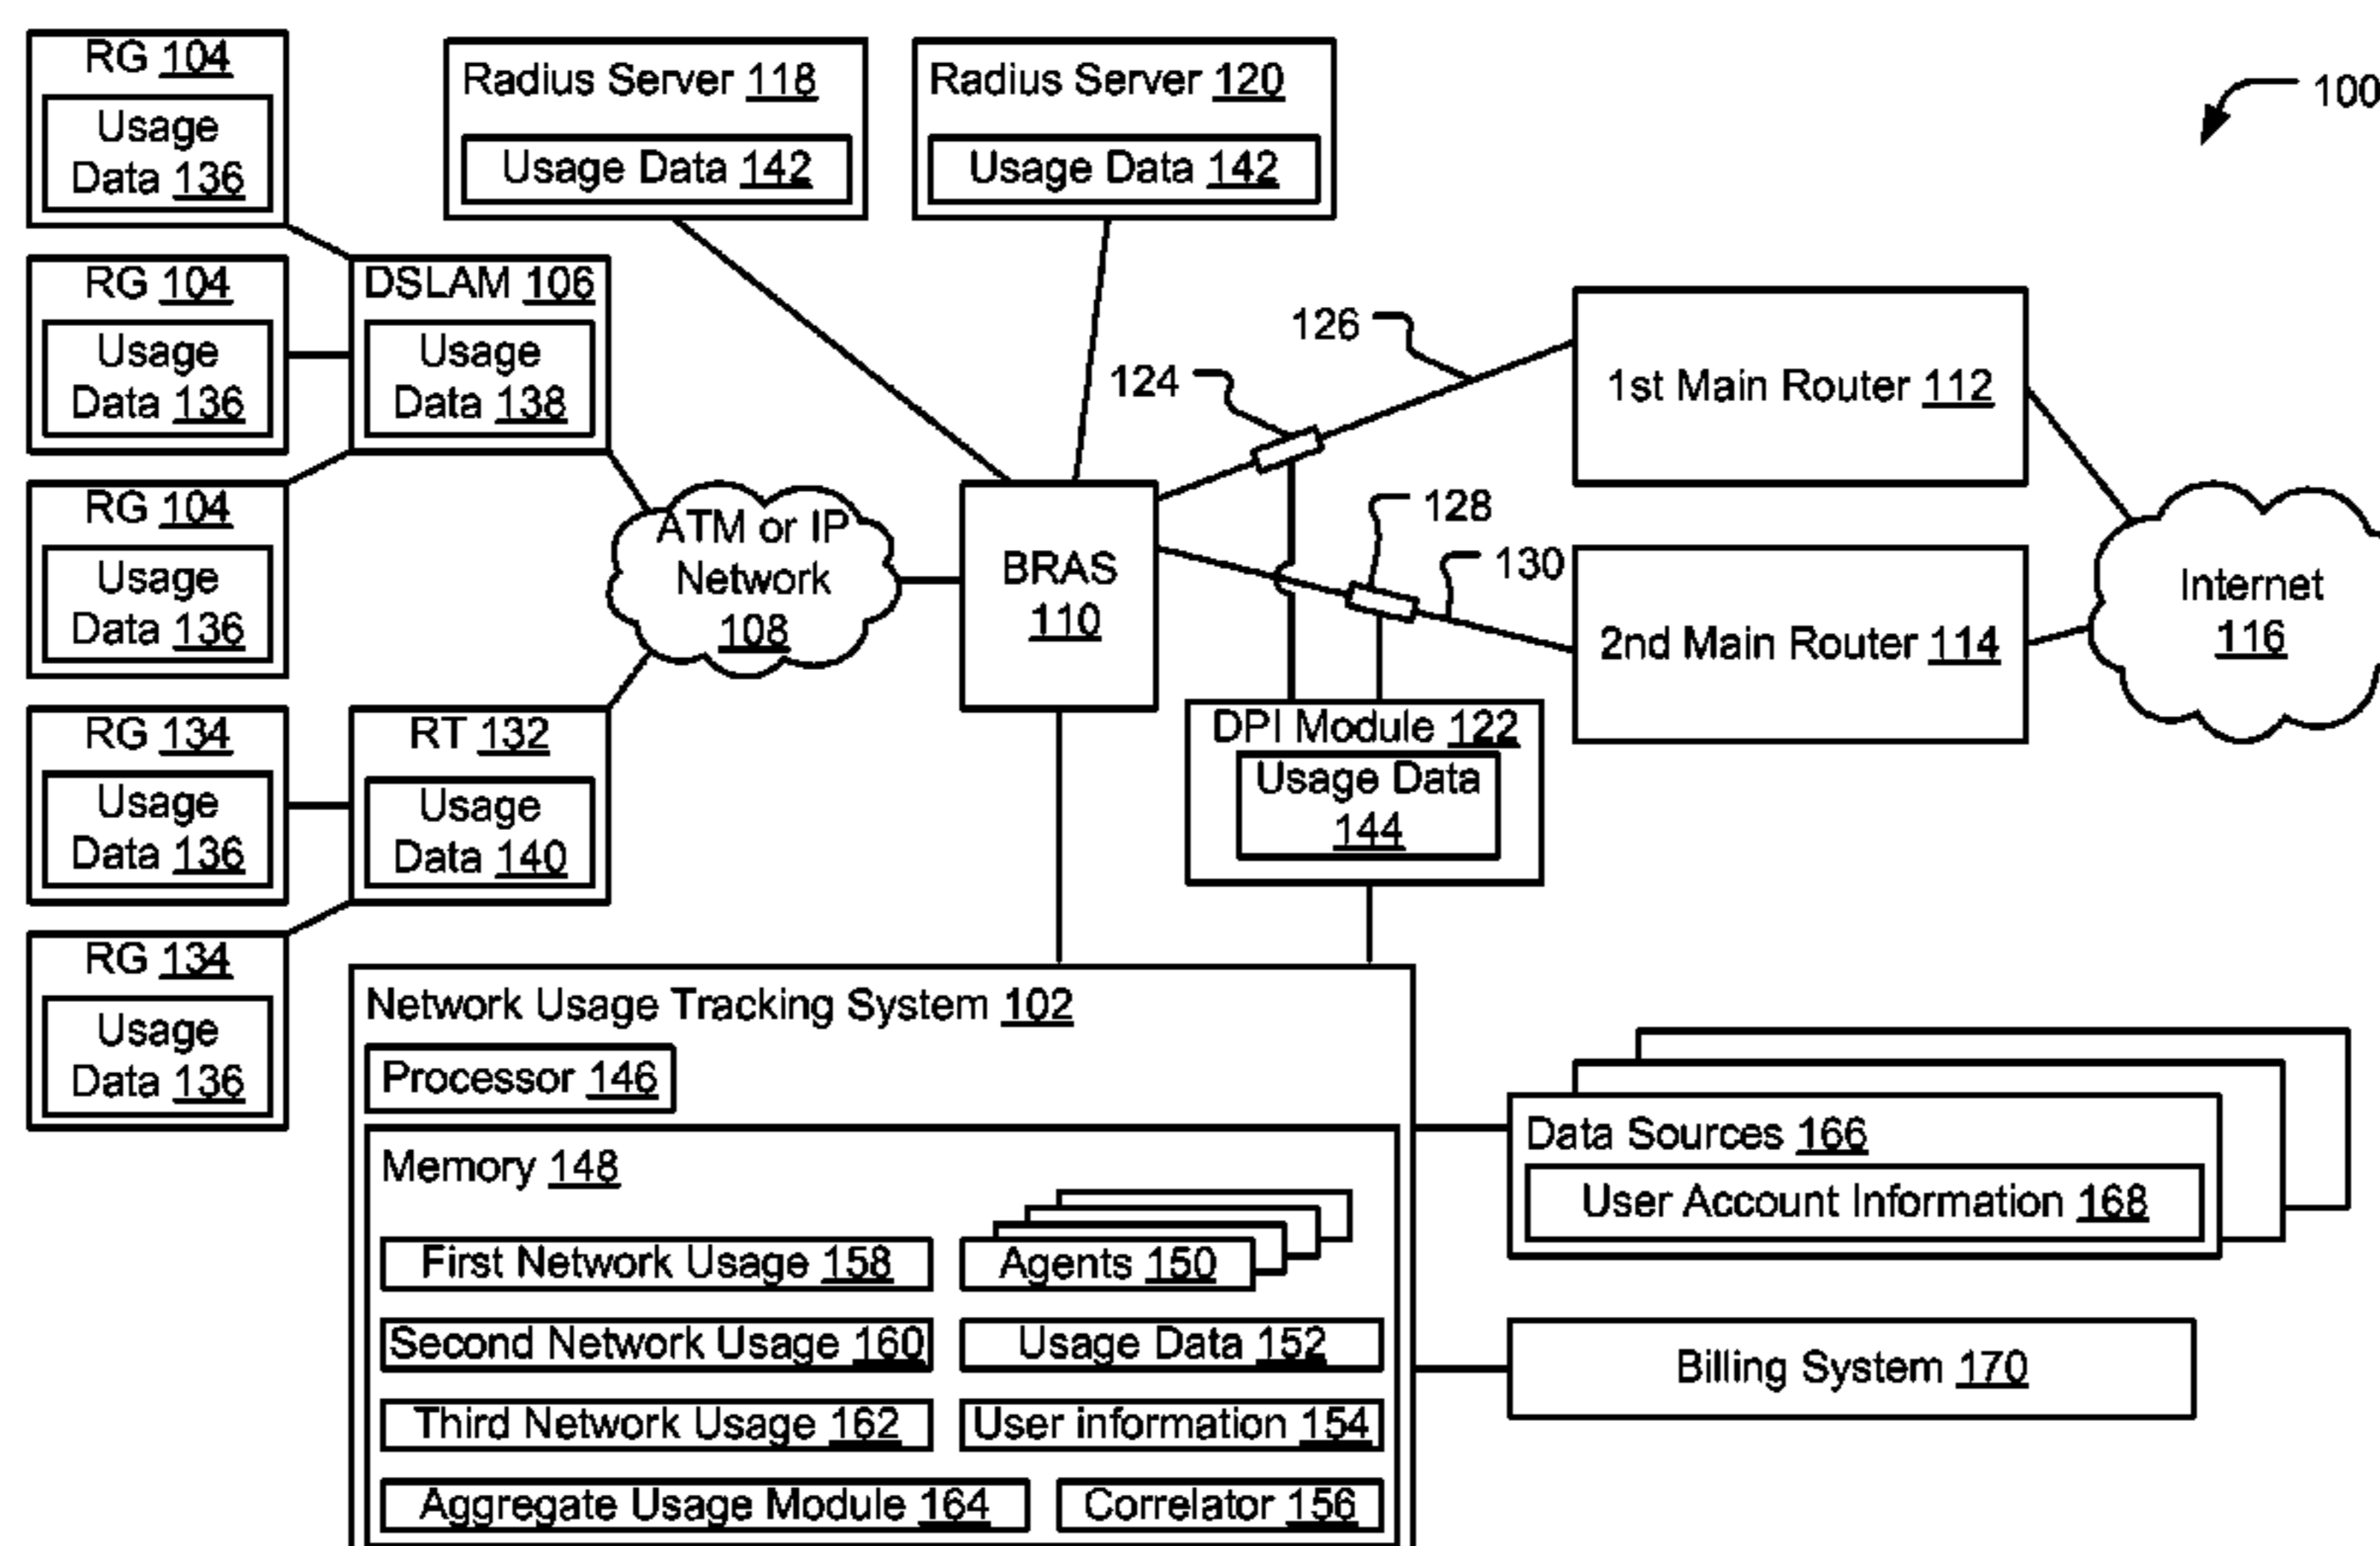 RG 104
Usage
Data 136
RG 104
Usage
Data 136
RG 104
Usage
Data 136
RG 134
Usage
Data 136
RG 134
Usage
Data 136
DSLAM 106
Usage
Data 138
RT 132
Usage
Data 140
Radius Server 118
Usage Data 142
Radius Server 120
Usage Data 142
100
ATM or IP
Network
108
BRAS
110
124
126
128
130
1st Main Router 112
2nd Main Router 114
Internet
116
DPI Module 122
Usage Data
144
Network Usage Tracking System 102
Processor 146
Memory 148
First Network Usage 158
Agents 150
Second Network Usage 160
Usage Data 152
Third Network Usage 162
User information 154
Aggregate Usage Module 164
Correlator 156
Data Sources 166
User Account Information 168
Billing System 170